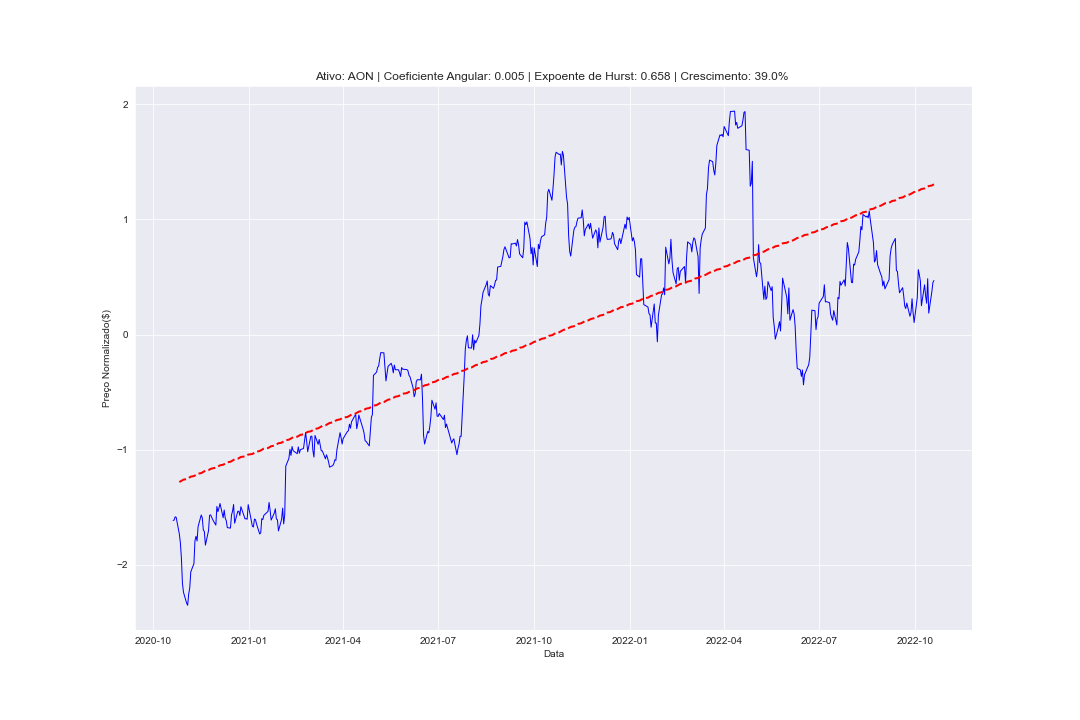 Ativo: AON | Coeficiente Angular: 0.005 | Expoente de Hurst: 0.658 | Crescimento: 39.0%
Preço Normalizado($)
2
1
0
−1
−2
2020-10 2021-01 2021-04 2021-07 2021-10 2022-01 2022-04 2022-07 2022-10
Data